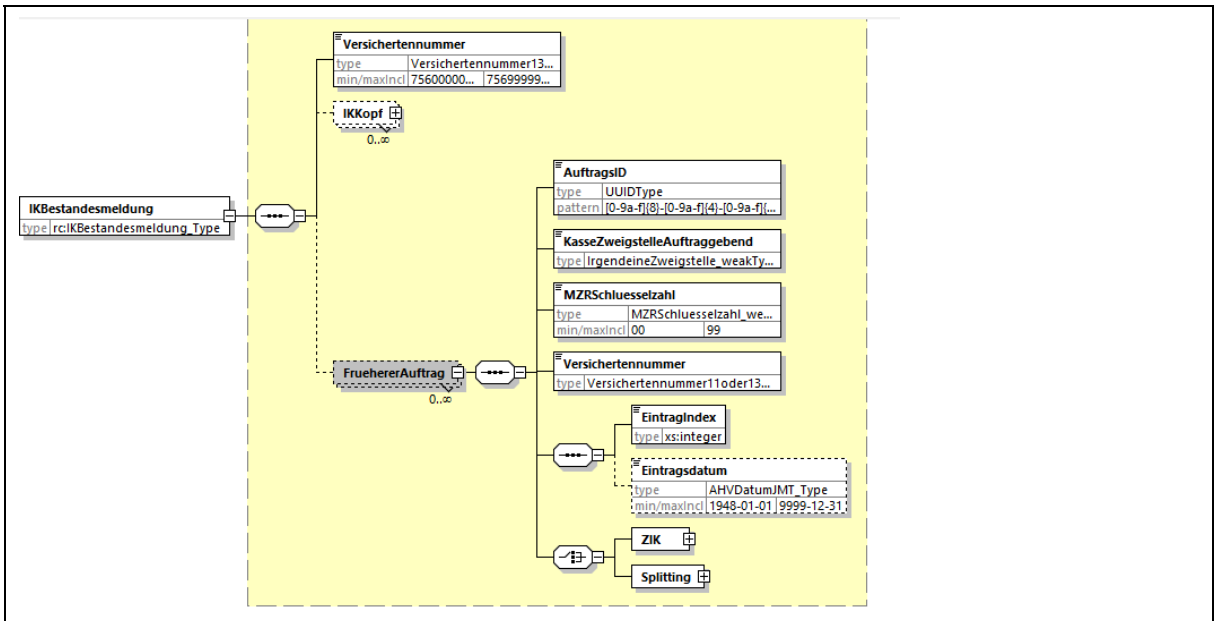 Versichertennummer
type Versichertennummer13...
min/maxIncl 75600000... 75699999...
IKKopf
0..∞
IKBestandesmeldung
type rc:IKBestandesmeldung_Type
AuftragsID
type UUIDType
pattern [0-9a-f]{8}-[0-9a-f]{4}-[0-9a-f]{...
KasseZweigstelleAuftraggebend
type IrgendeineZweigstelle_weakTy...
MZRSchluesselzahl
type MZRSchluesselzahl_we...
min/maxIncl 00 99
FruehererAuftrag
0..∞
Versichertennummer
type Versichertennummer11oder13...
EintragIndex
type xs:integer
Eintragsdatum
type AHVDatumJMT_Type
min/maxIncl 1948-01-01 9999-12-31
ZIK
Splitting